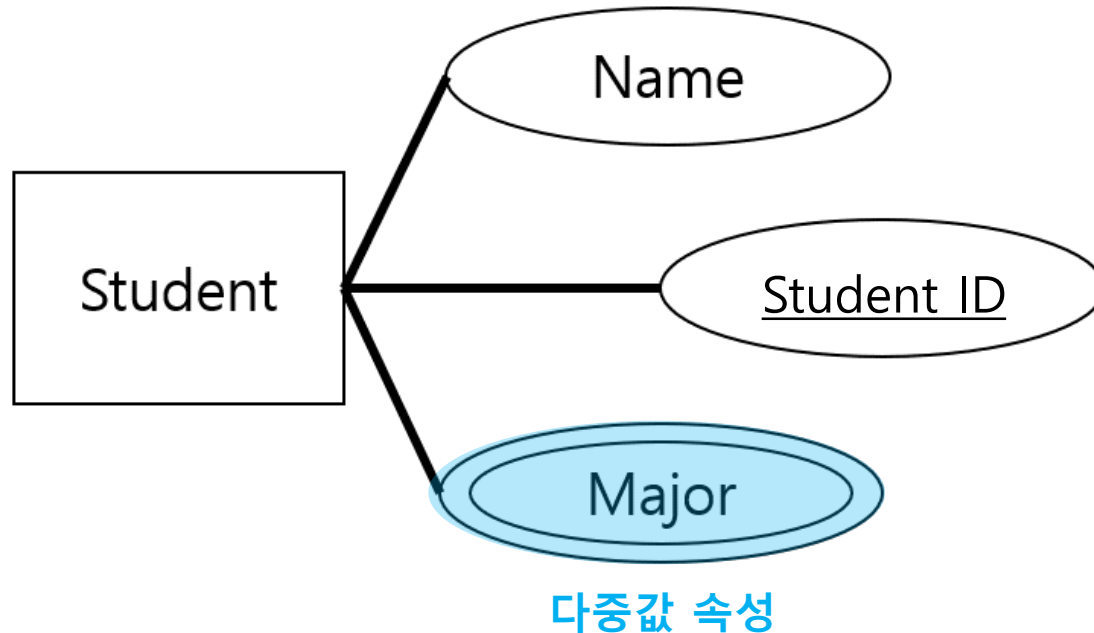 Name
Student
Student ID
Major
다중값 속성